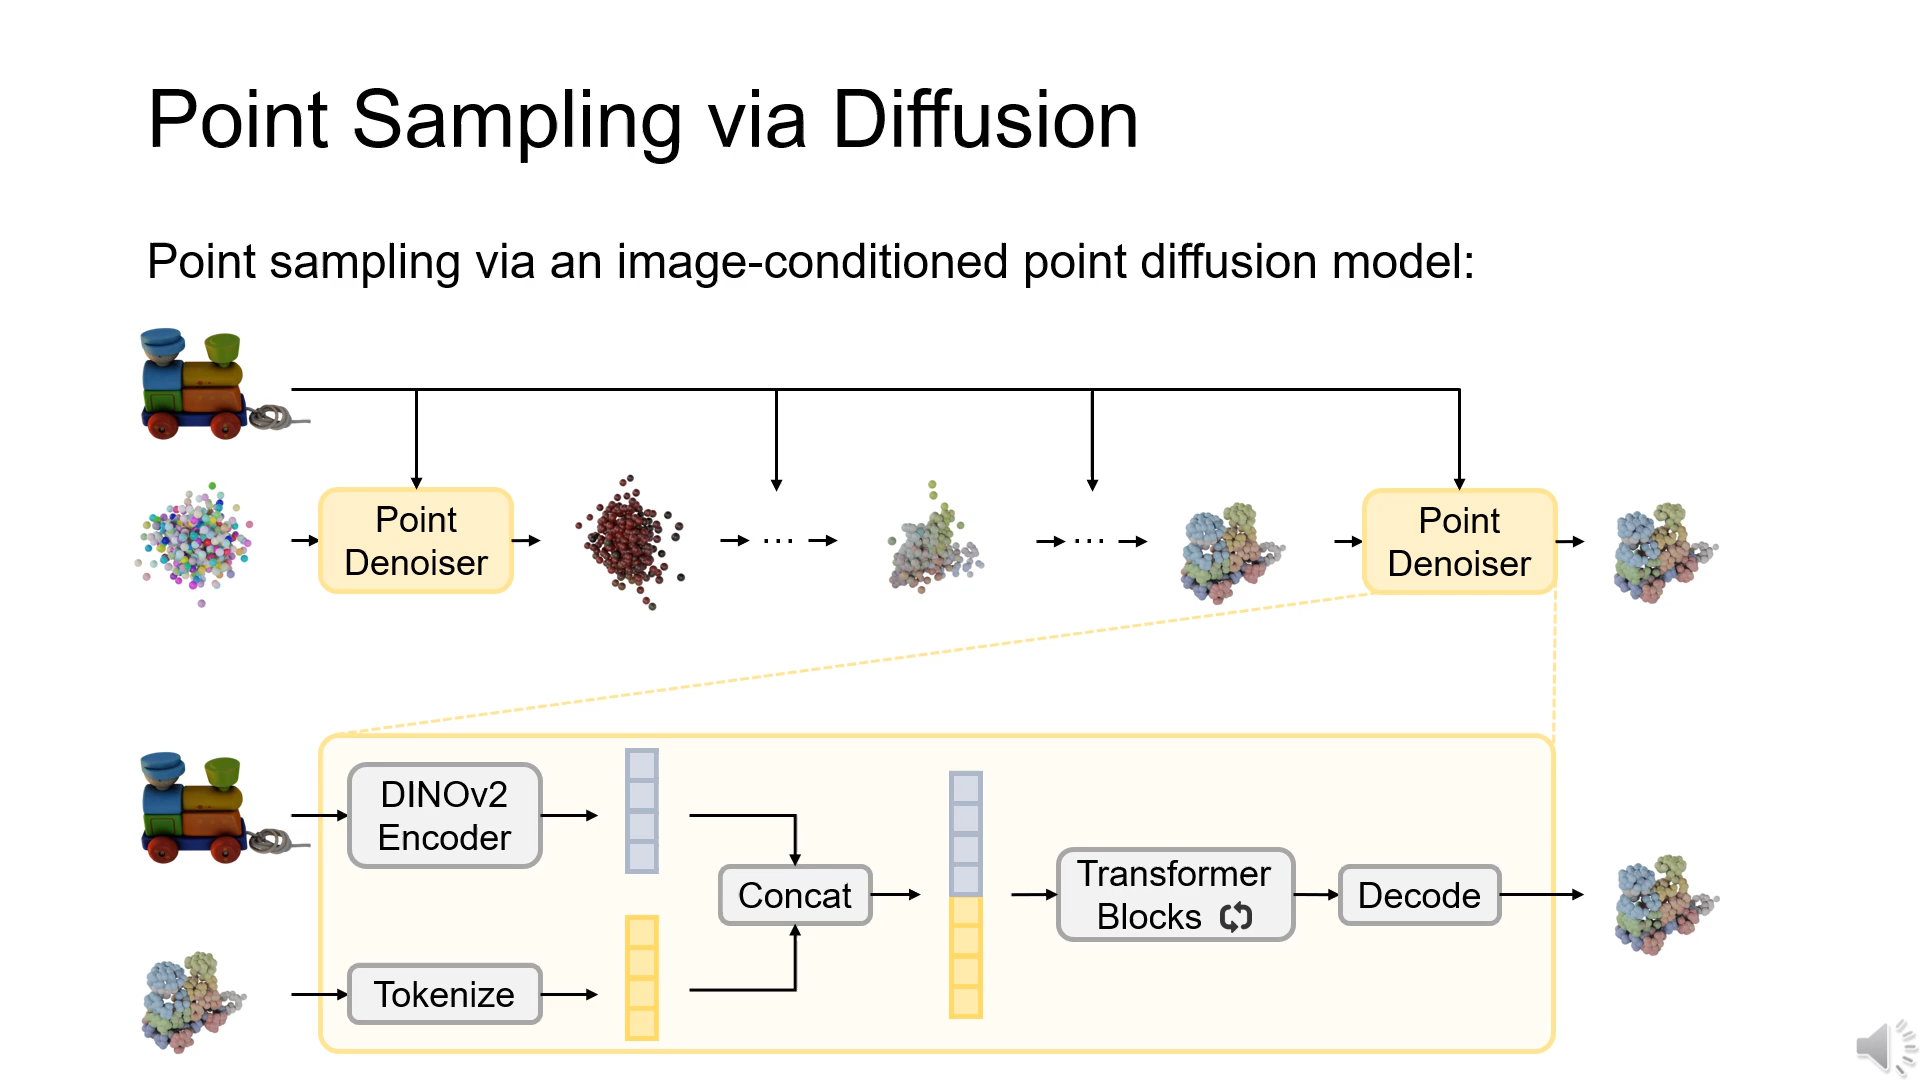 Point Sampling via Diffusion
Point sampling via an image-conditioned point diffusion model:
Point
Denoiser
...
...
Point
Denoiser
DINOv2
Encoder
Concat
Transformer
Blocks
Decode
Tokenize